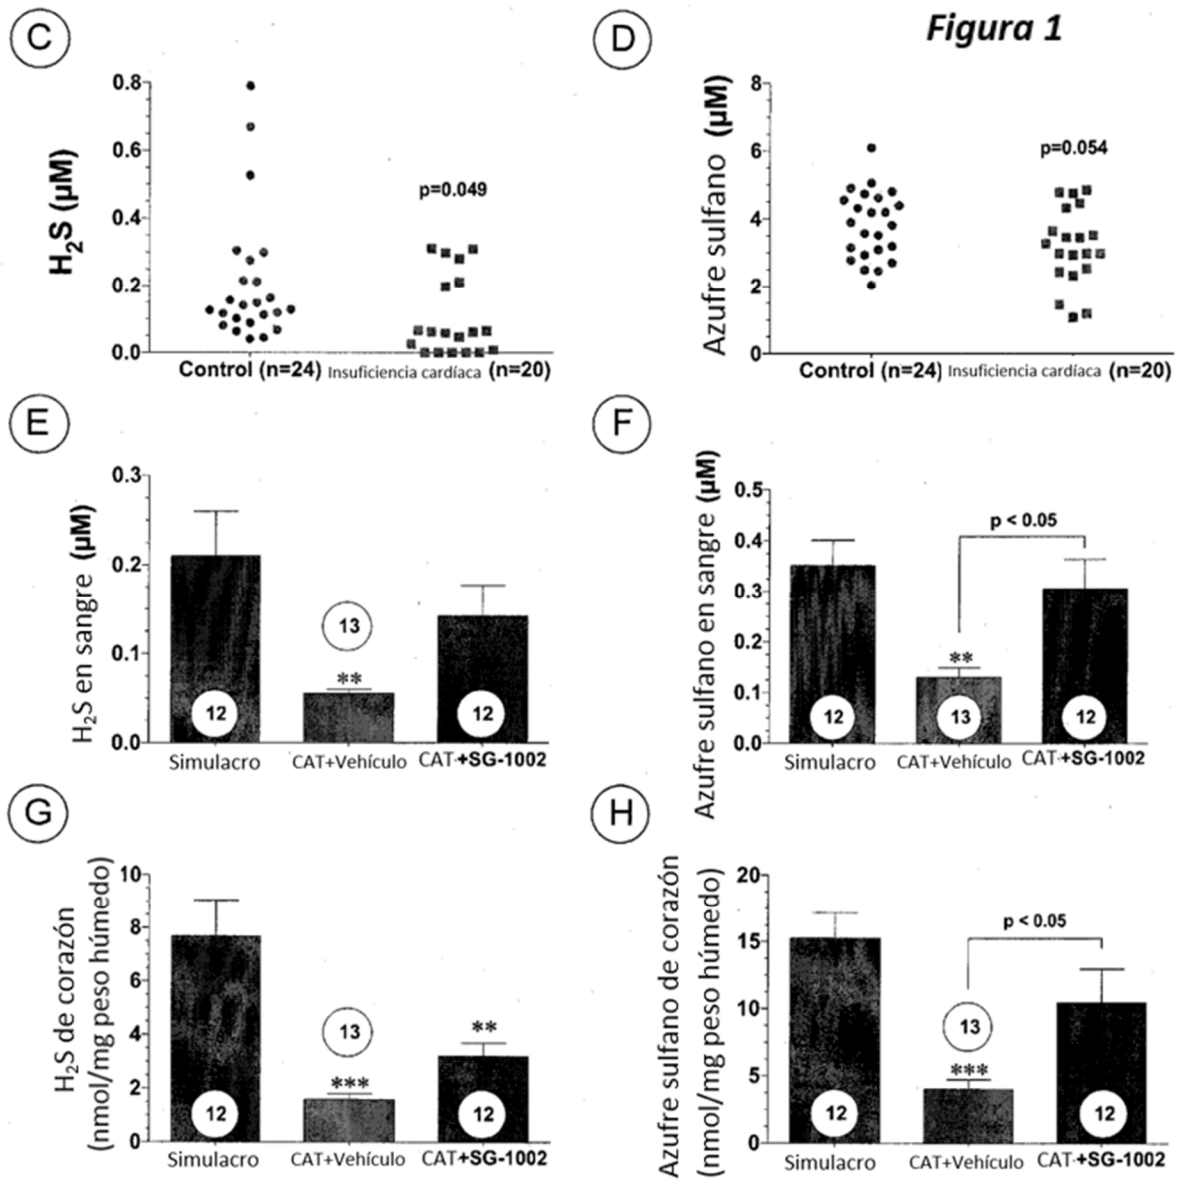 Figura 1
C
H₂S (µM)
0.8
0.6
0.4
0.2
0.0
p=0.049
Control (n=24) Insuficiencia cardíaca (n=20)
D
Azufre sulfano (µM)
8
6
4
2
0
p=0.054
Control (n=24) Insuficiencia cardíaca (n=20)
E
H₂S en sangre (µM)
0.3
0.2
0.1
0.0
12
13
**
12
Simulacro CAT+Vehículo CAT+SG-1002
F
Azufre sulfano en sangre (µM)
0.5
0.4
0.3
0.2
0.1
0.0
p < 0.05
12
**
13
12
Simulacro CAT+Vehículo CAT+SG-1002
G
H₂S de corazón
(nmol/mg peso húmedo)
10
8
6
4
2
0
12
13
***
**
12
Simulacro CAT+Vehículo CAT+SG-1002
H
Azufre sulfano de corazón
(nmol/mg peso húmedo)
20
15
10
5
0
p < 0.05
12
13
***
12
Simulacro CAT+Vehículo CAT+SG-1002